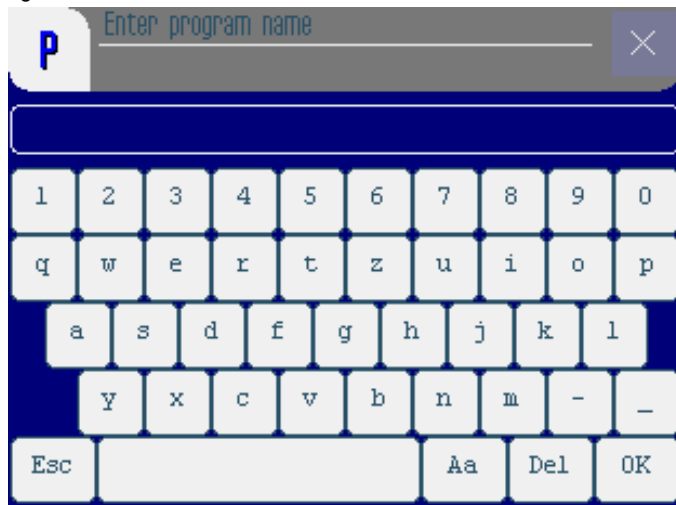 P
Enter program name
1 2 3 4 5 6 7 8 9 0
q w e r t z u i o p
a s d f g h j k l
y x c v b n m - _
Esc Aa Del OK